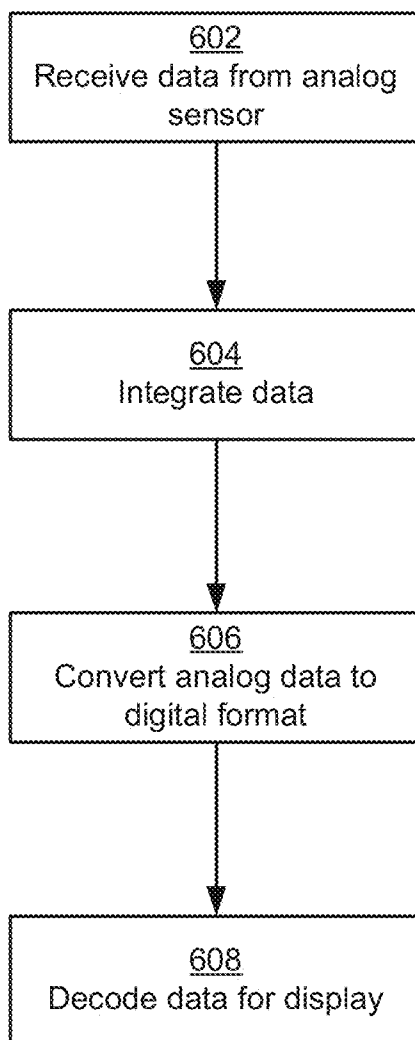 602
Receive data from analog
sensor
604
Integrate data
606
Convert analog data to
digital format
608
Decode data for display